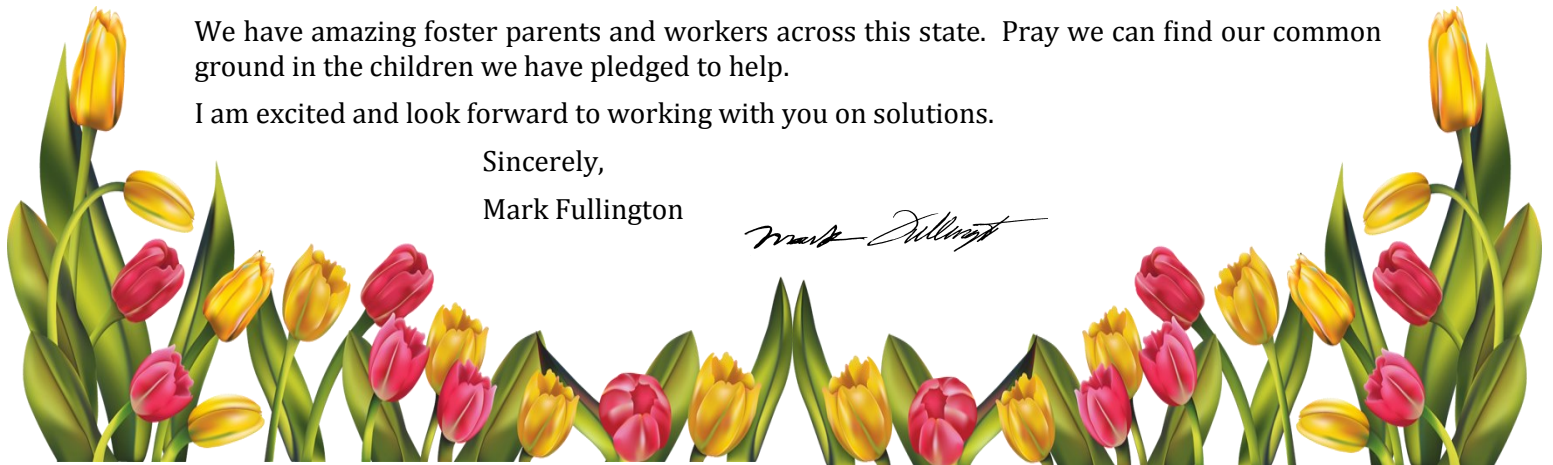 We have amazing foster parents and workers across this state.  Pray we can find our common
ground in the children we have pledged to help.
I am excited and look forward to working with you on solutions.
Sincerely,
Mark Fullington
Mark Fullingt